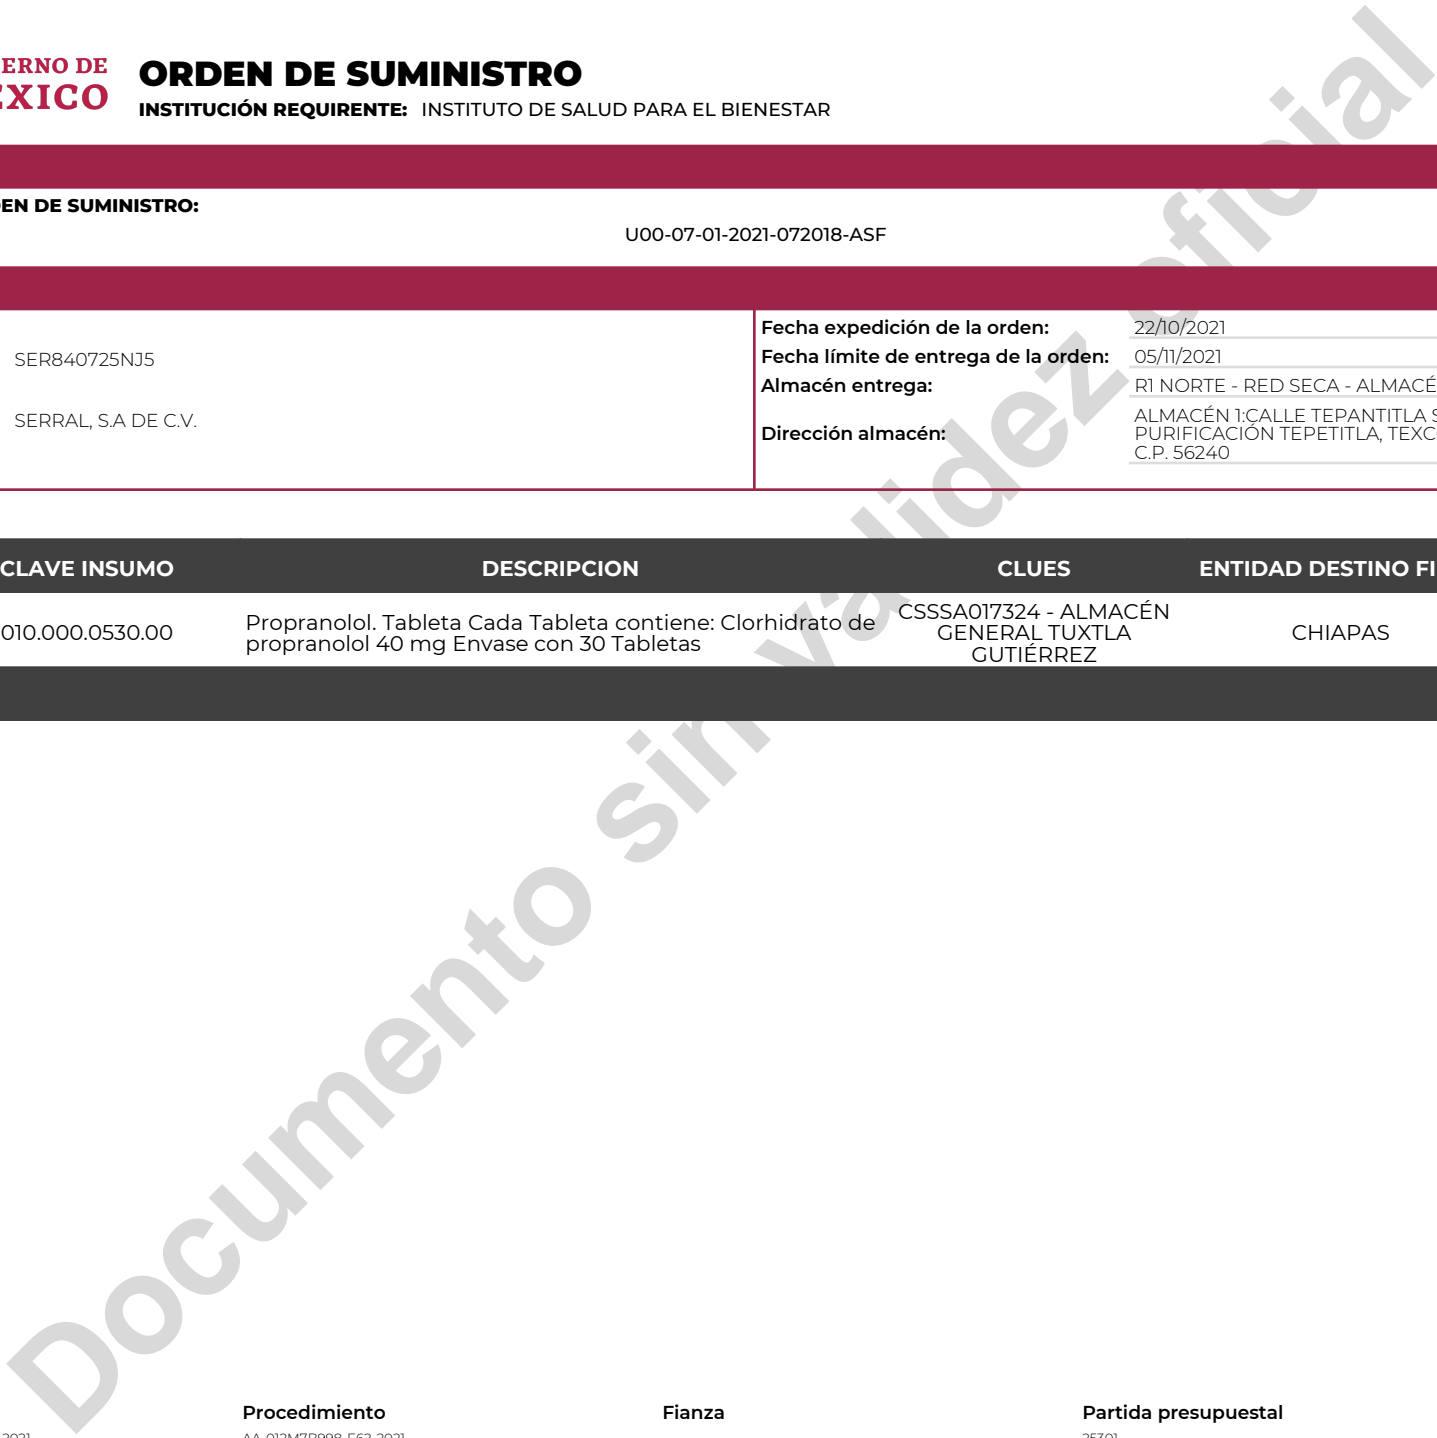 ERNO DE
EXICO
ORDEN DE SUMINISTRO
INSTITUCIÓN REQUIRENTE: INSTITUTO DE SALUD PARA EL BIENESTAR
EN DE SUMINISTRO:
U00-07-01-2021-072018-ASF
SER840725NJ5
SERRAL, S.A DE C.V.
Fecha expedición de la orden: 22/10/2021
Fecha límite de entrega de la orden: 05/11/2021
Almacén entrega: R1 NORTE - RED SECA - ALMACÉ
Dirección almacén: ALMACÉN 1:CALLE TEPANTITLA S
PURIFICACIÓN TEPETITLA, TEXC
C.P. 56240
CLAVE INSUMO DESCRIPCION CLUES ENTIDAD DESTINO FI
010.000.0530.00
Propranolol. Tableta Cada Tableta contiene: Clorhidrato de
propranolol 40 mg Envase con 30 Tabletas
CSSSA017324 - ALMACÉN
GENERAL TUXTLA
GUTIÉRREZ
CHIAPAS
Documento sin validez oficial
Procedimiento Fianza Partida presupuestal